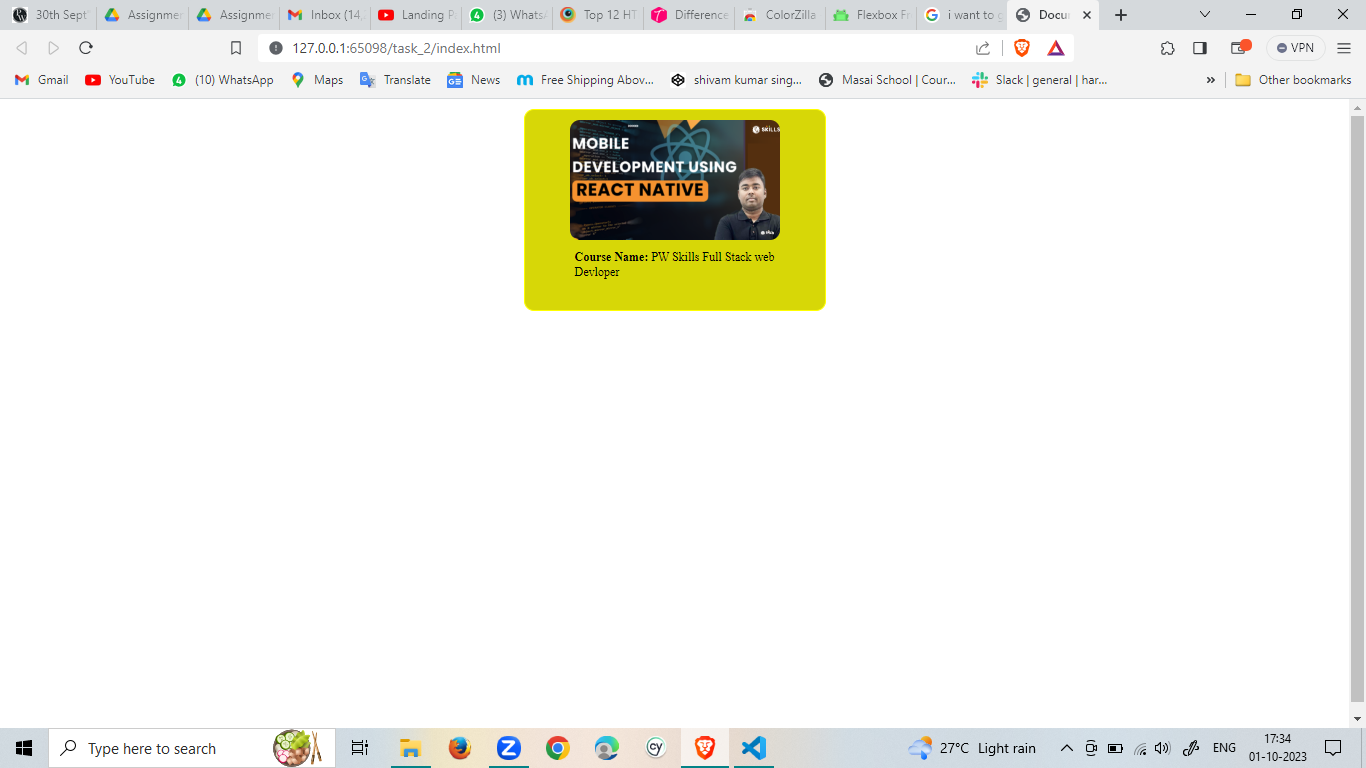 30th Sept'
Assignmer
Assignmer
Inbox (14,
Landing P
(3) WhatsA
Top 12 HT
Difference
ColorZilla
Flexbox Fr
i want to g
Docu
127.0.0.1:65098/task_2/index.html
VPN
Gmail
YouTube
(10) WhatsApp
Maps
Translate
News
Free Shipping Abov...
shivam kumar sing...
Masai School | Cour...
Slack | general | har...
»
Other bookmarks
SKILLS
MOBILE
DEVELOPMENT USING
REACT NATIVE
Course Name: PW Skills Full Stack web
Devloper
Type here to search
27°C Light rain
ENG
17:34
01-10-2023